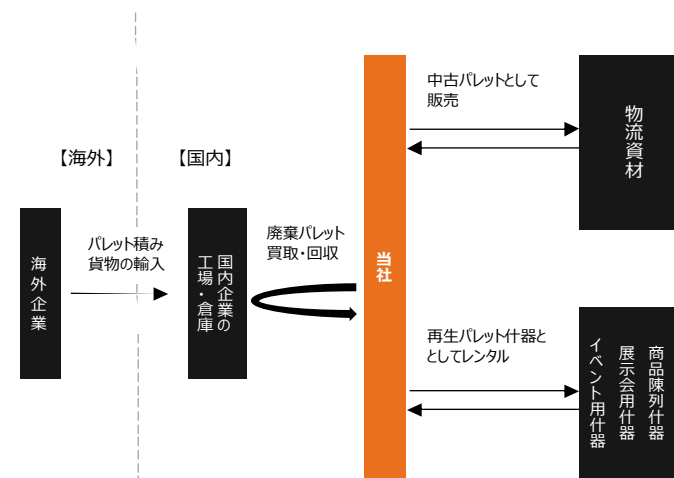 【海外】
【国内】
海外企業
パレット積み
貨物の輸入
国内企業の
工場・倉庫
廃棄パレット
買取・回収
当社
中古パレットとして
販売
物流資材
再生パレット什器と
としてレンタル
商品陳列什器
展示会用什器
イベント用什器